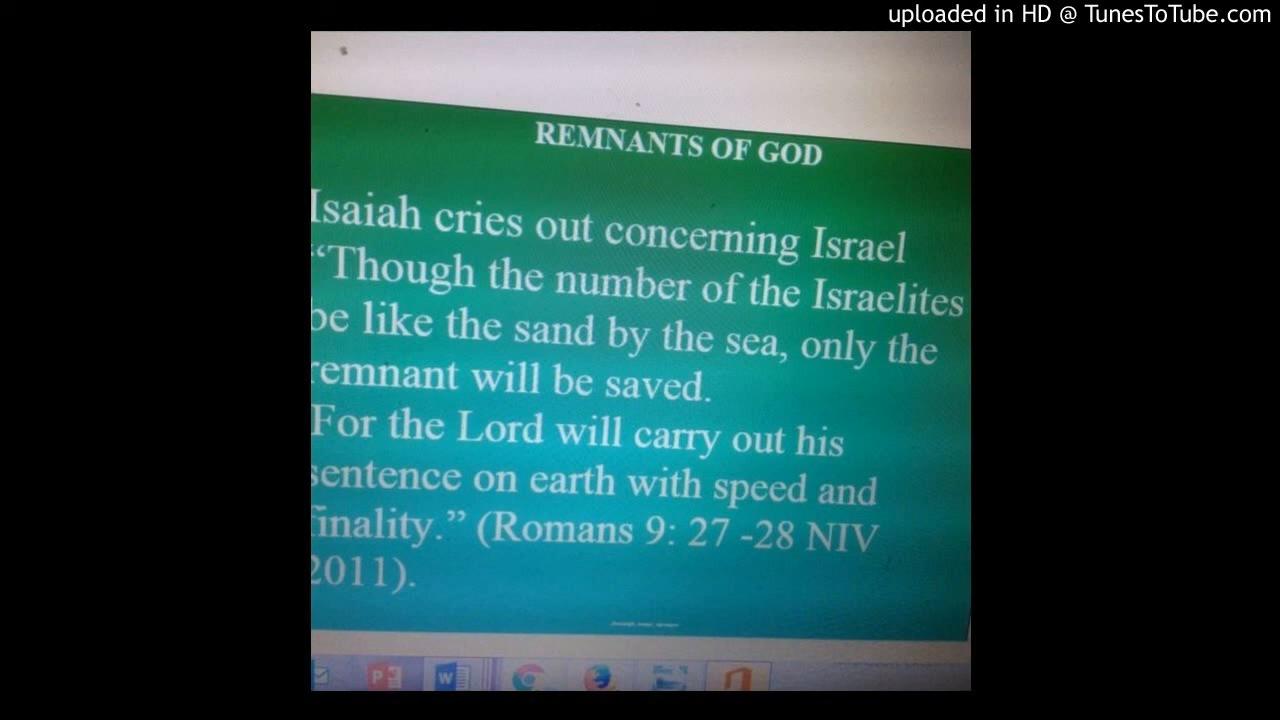 uploaded in HD @ TunesToTube.com
REMNANTS OF GOD
Isaiah cries out concerning Israel
“Though the number of the Israelites
be like the sand by the sea, only the
remnant will be saved.
For the Lord will carry out his
sentence on earth with speed and
finality.” (Romans 9: 27 -28 NIV
2011).